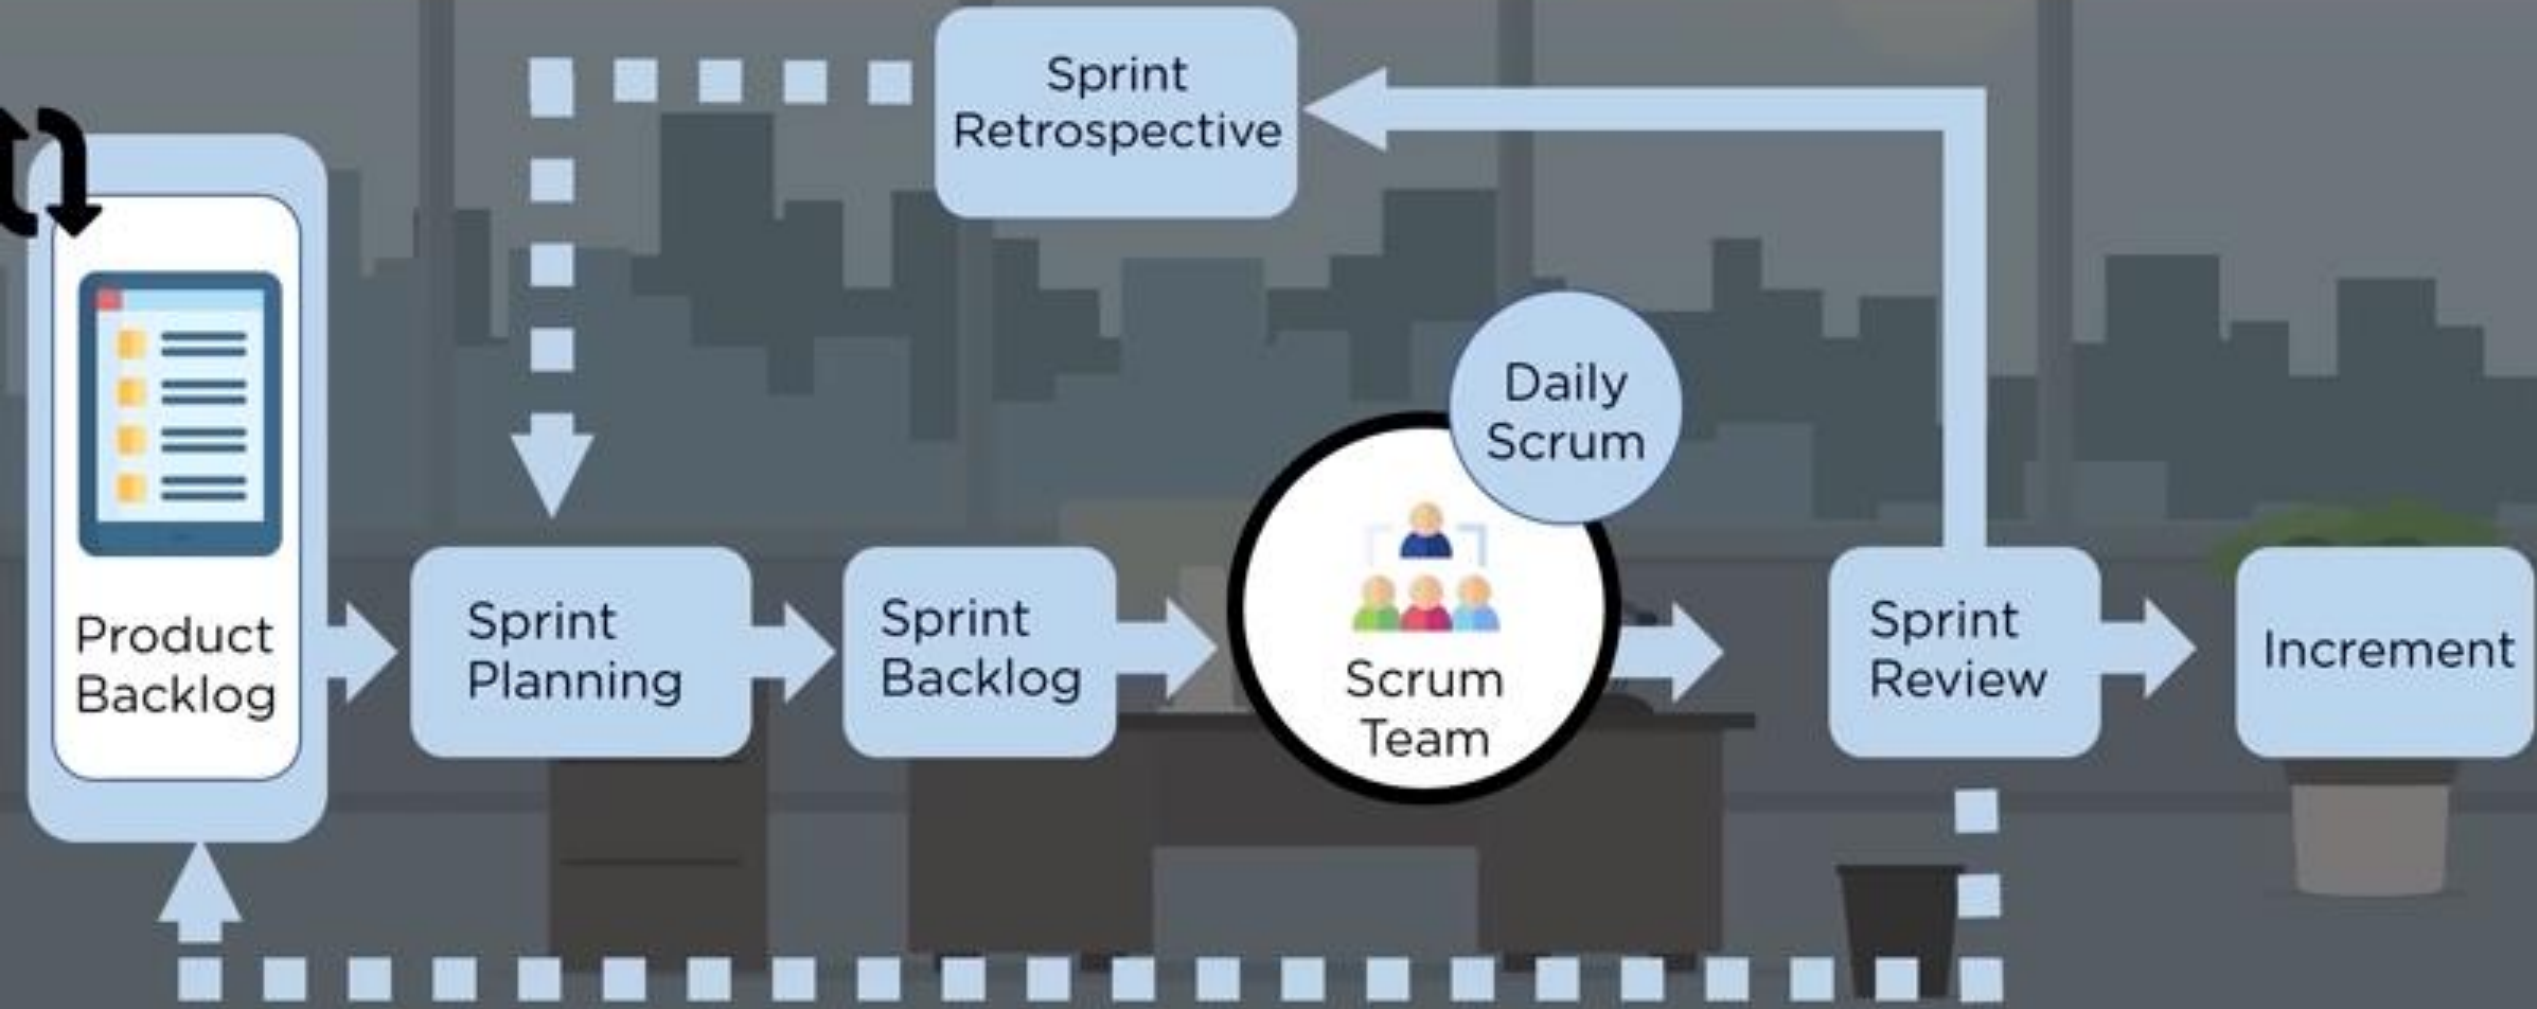 Sprint
Retrospective
Daily
Scrum
Product
Backlog
Sprint
Planning
Sprint
Backlog
Scrum
Team
Sprint
Review
Increment